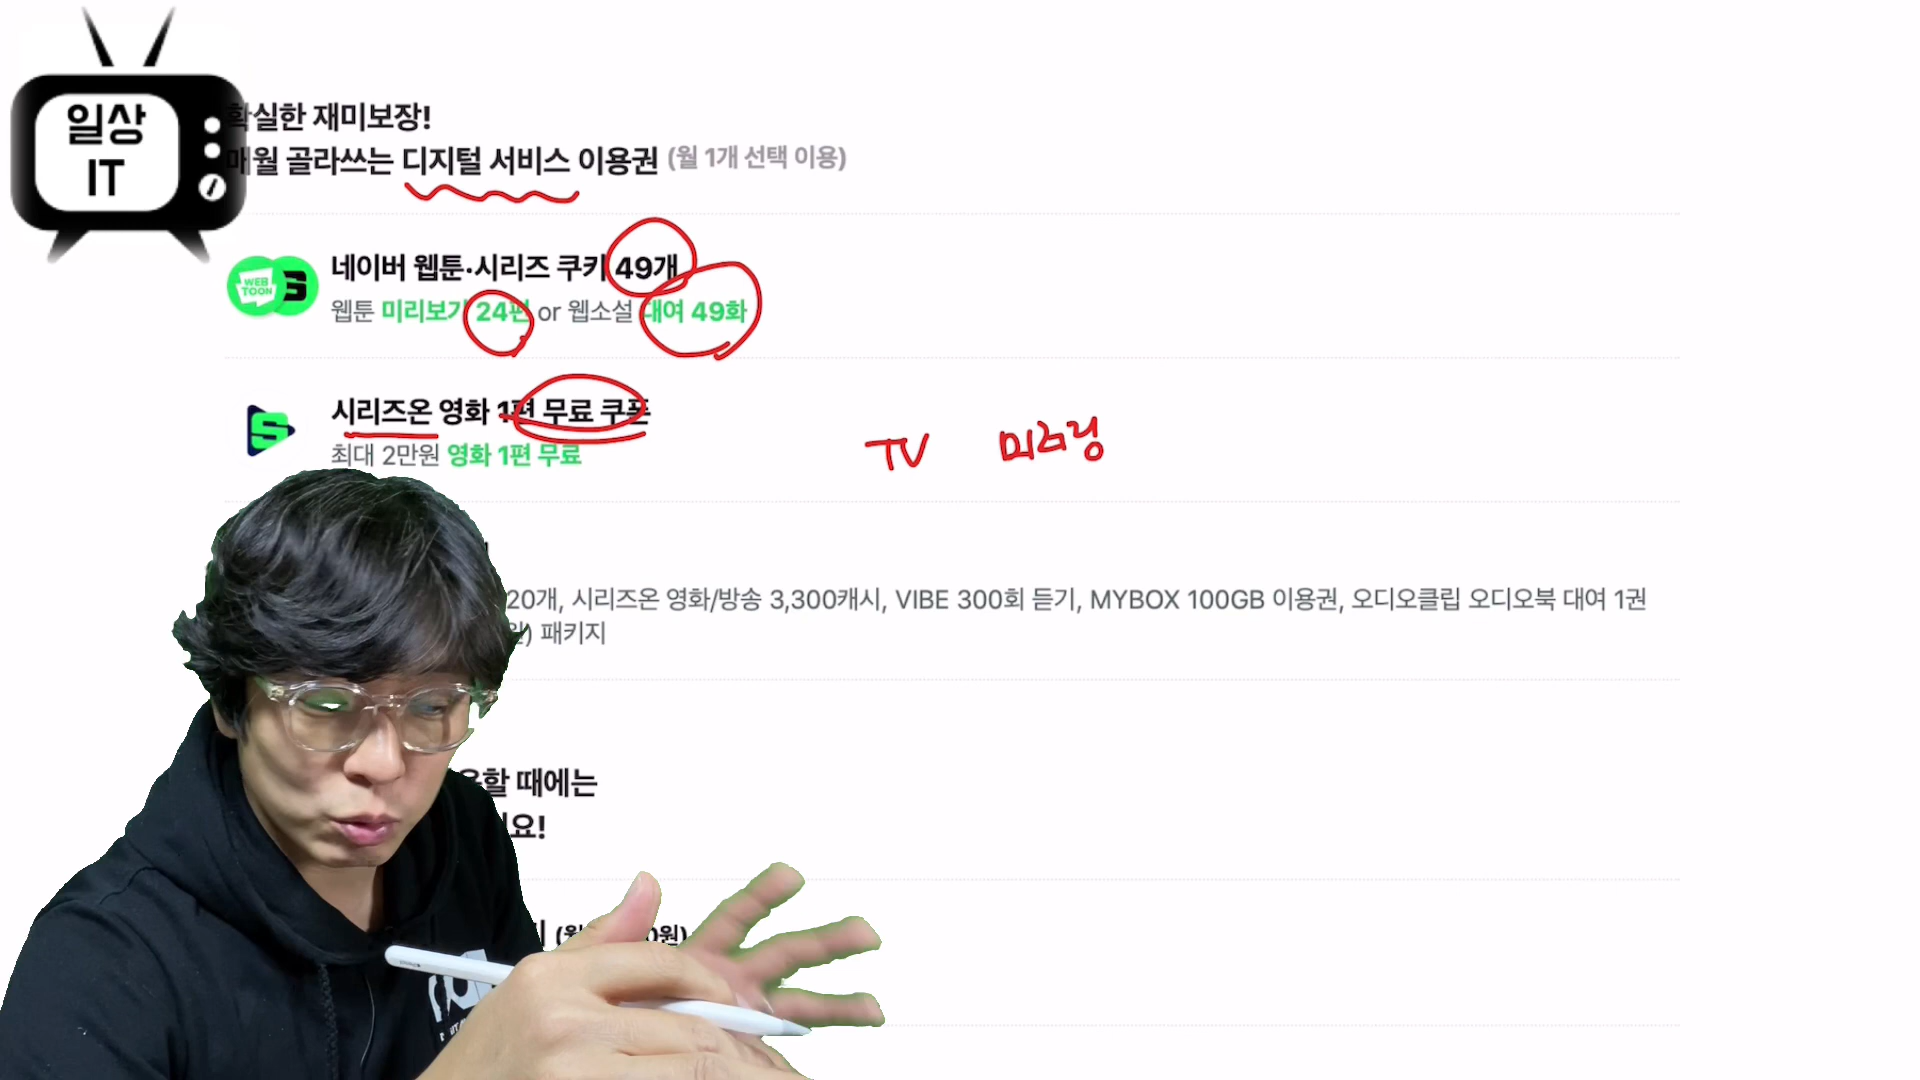 일상
IT
확실한 재미보장!
매월 골라쓰는 디지털 서비스 이용권 (월 1개 선택 이용)
WEB
TOON
S
네이버 웹툰·시리즈 쿠키 49개
웹툰 미리보기 24편 or 웹소설 대여 49화
S
시리즈온 영화 1편 무료 쿠폰
최대 2만원 영화 1편 무료
TV 미러링
20개, 시리즈온 영화/방송 3,300캐시, VIBE 300회 듣기, MYBOX 100GB 이용권, 오디오클립 오디오북 대여 1권
원) 패키지
때에는